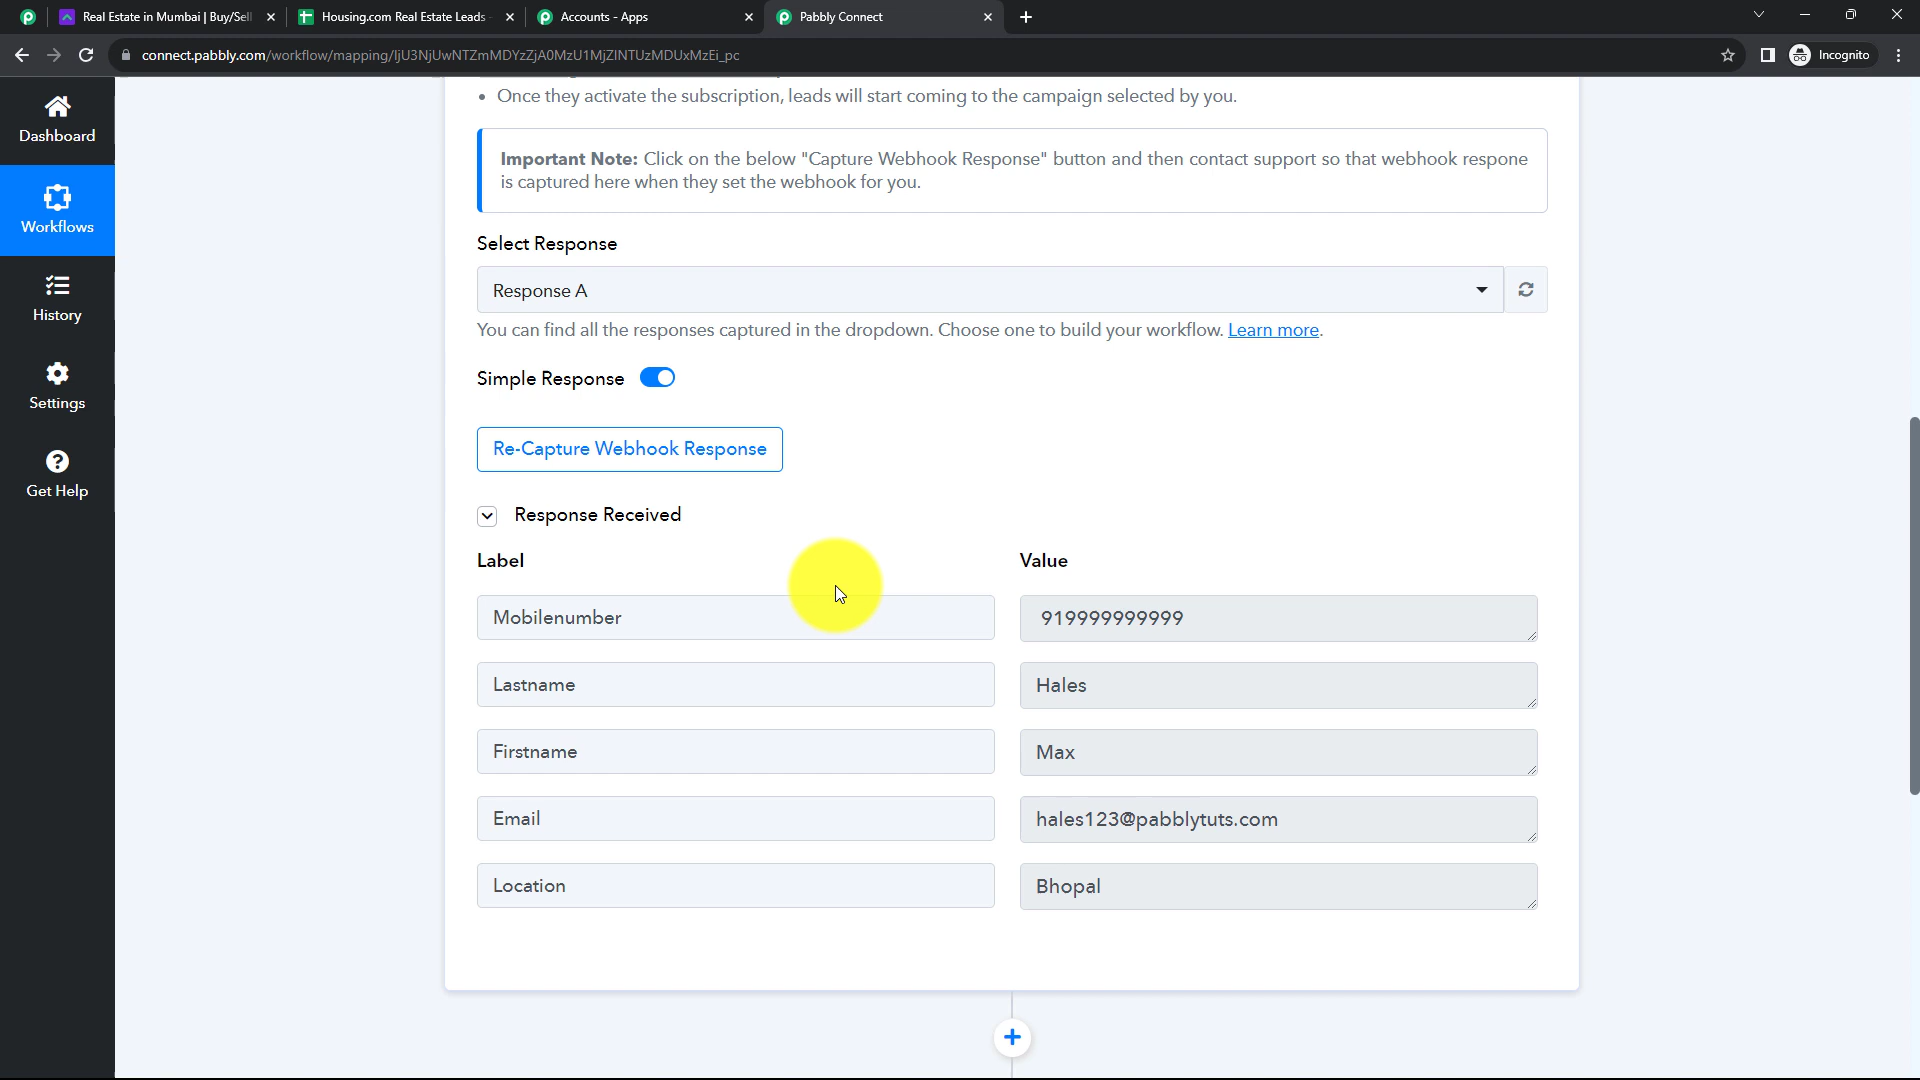 Real Estate in Mumbai | Buy/Sell
Housing.com Real Estate Leads -
Accounts - Apps
Pabbly Connect
connect.pabbly.com/workflow/mapping/IjU3NjUwNTZmMDYzZjA0MzU1MjZlNTUzMDUxMzEi_pc
Incognito
Dashboard
Workflows
History
Settings
Get Help
• Once they activate the subscription, leads will start coming to the campaign selected by you.
Important Note: Click on the below "Capture Webhook Response" button and then contact support so that webhook respone
is captured here when they set the webhook for you.
Select Response
Response A
You can find all the responses captured in the dropdown. Choose one to build your workflow. Learn more.
Simple Response
Re-Capture Webhook Response
Response Received
Label Value
Mobilenumber 919999999999
Lastname Hales
Firstname Max
Email hales123@pabblytuts.com
Location Bhopal